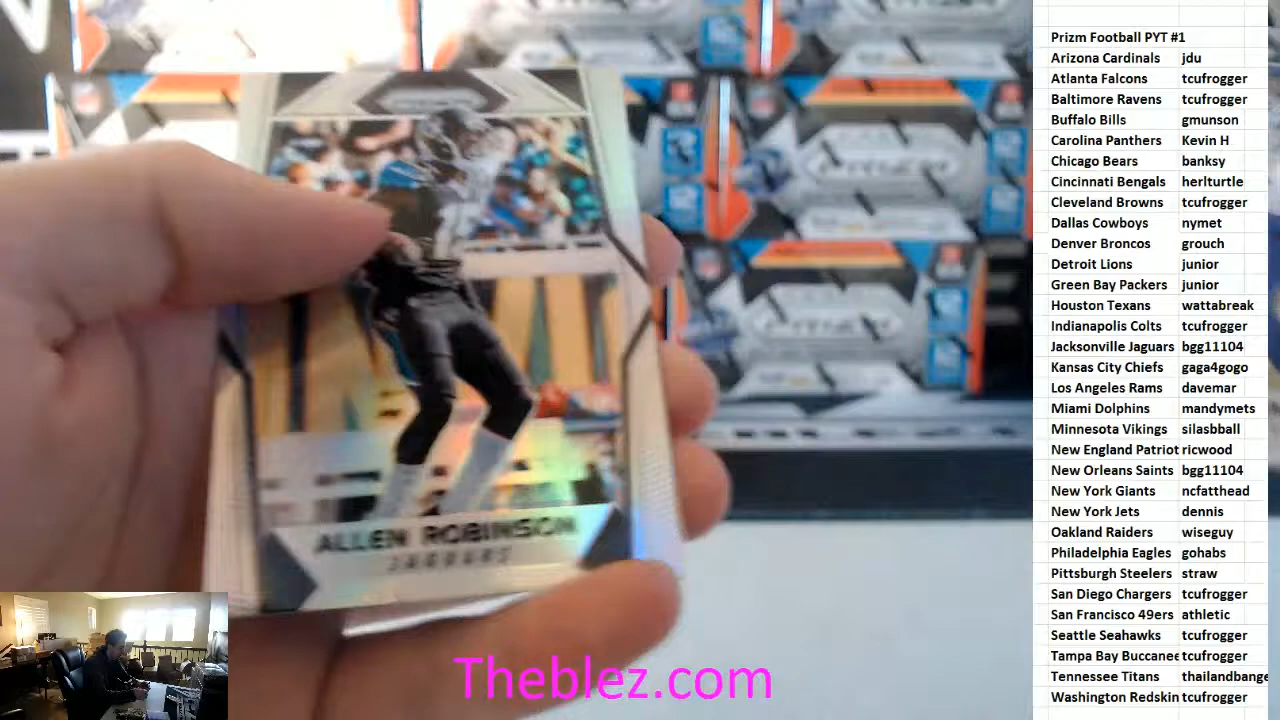 ALLEN ROBINSON
JAGUARS
Theblez.com
Prizm Football PYT #1
Arizona Cardinals jdu
Atlanta Falcons tcufrogger
Baltimore Ravens tcufrogger
Buffalo Bills gmunson
Carolina Panthers Kevin H
Chicago Bears banksy
Cincinnati Bengals herlturtle
Cleveland Browns tcufrogger
Dallas Cowboys nymet
Denver Broncos grouch
Detroit Lions junior
Green Bay Packers junior
Houston Texans wattabreak
Indianapolis Colts tcufrogger
Jacksonville Jaguars bgg11104
Kansas City Chiefs gaga4gogo
Los Angeles Rams davemar
Miami Dolphins mandymets
Minnesota Vikings silasbball
New England Patriot ricwood
New Orleans Saints bgg11104
New York Giants ncfatthead
New York Jets dennis
Oakland Raiders wiseguy
Philadelphia Eagles gohabs
Pittsburgh Steelers straw
San Diego Chargers tcufrogger
San Francisco 49ers athletic
Seattle Seahawks tcufrogger
Tampa Bay Buccanee tcufrogger
Tennessee Titans thailandbange
Washington Redskin tcufrogger